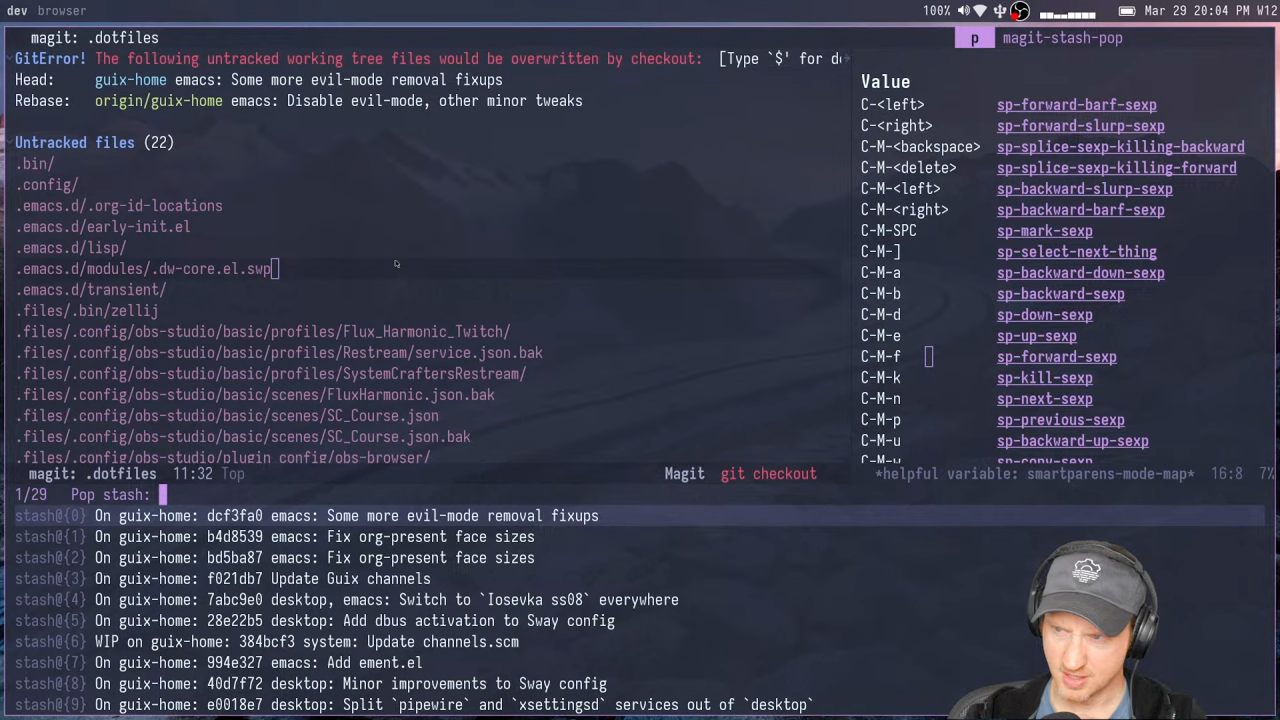 dev browser
100%
Mar 29 20:04 PM W12
magit: .dotfiles
GitError! The following untracked working tree files would be overwritten by checkout: [Type `$' for de
Head: guix-home emacs: Some more evil-mode removal fixups
Rebase: origin/guix-home emacs: Disable evil-mode, other minor tweaks
Untracked files (22)
.bin/
.config/
.emacs.d/.org-id-locations
.emacs.d/early-init.el
.emacs.d/lisp/
.emacs.d/modules/.dw-core.el.swp
.emacs.d/transient/
.files/.bin/zellij
.files/.config/obs-studio/basic/profiles/Flux_Harmonic_Twitch/
.files/.config/obs-studio/basic/profiles/Restream/service.json.bak
.files/.config/obs-studio/basic/profiles/SystemCraftersRestream/
.files/.config/obs-studio/basic/scenes/FluxHarmonic.json.bak
.files/.config/obs-studio/basic/scenes/SC_Course.json
.files/.config/obs-studio/basic/scenes/SC_Course.json.bak
.files/.config/obs-studio/plugin_config/obs-browser/
magit: .dotfiles 11:32 Top Magit git checkout
p magit-stash-pop
Value
C-<left> sp-forward-barf-sexp
C-<right> sp-forward-slurp-sexp
C-M-<backspace> sp-splice-sexp-killing-backward
C-M-<delete> sp-splice-sexp-killing-forward
C-M-<left> sp-backward-slurp-sexp
C-M-<right> sp-backward-barf-sexp
C-M-SPC sp-mark-sexp
C-M-] sp-select-next-thing
C-M-a sp-backward-down-sexp
C-M-b sp-backward-sexp
C-M-d sp-down-sexp
C-M-e sp-up-sexp
C-M-f sp-forward-sexp
C-M-k sp-kill-sexp
C-M-n sp-next-sexp
C-M-p sp-previous-sexp
C-M-u sp-backward-up-sexp
C-M-w sp-copy-sexp
*helpful variable: smartparens-mode-map* 16:8 7%
1/29 Pop stash:
stash@{0} On guix-home: dcf3fa0 emacs: Some more evil-mode removal fixups
stash@{1} On guix-home: b4d8539 emacs: Fix org-present face sizes
stash@{2} On guix-home: bd5ba87 emacs: Fix org-present face sizes
stash@{3} On guix-home: f021db7 Update Guix channels
stash@{4} On guix-home: 7abc9e0 desktop, emacs: Switch to `Iosevka ss08` everywhere
stash@{5} On guix-home: 28e22b5 desktop: Add dbus activation to Sway config
stash@{6} WIP on guix-home: 384bcf3 system: Update channels.scm
stash@{7} On guix-home: 994e327 emacs: Add ement.el
stash@{8} On guix-home: 40d7f72 desktop: Minor improvements to Sway config
stash@{9} On guix-home: e0018e7 desktop: Split `pipewire` and `xsettingsd` services out of `desktop`